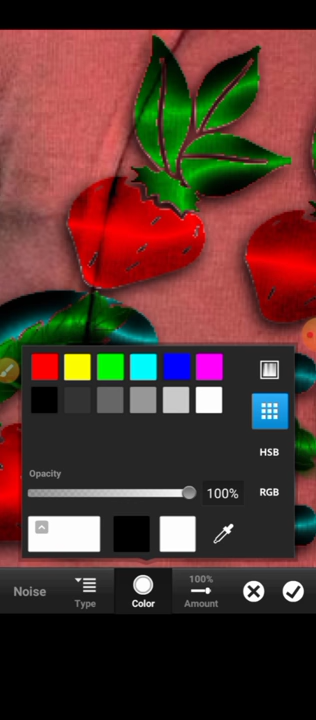 HSB
Opacity
100%
RGB
Noise
Type
Color
100%
Amount